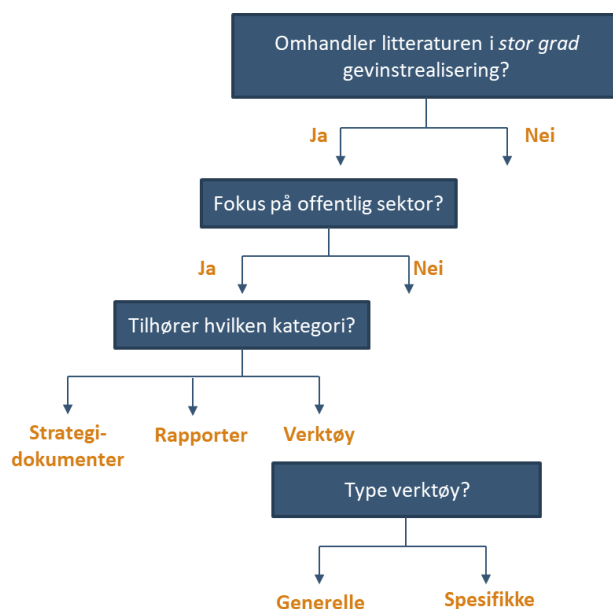 Omhandler litteraturen i stor grad
gevinstrealisering?
Ja
Nei
Fokus på offentlig sektor?
Ja
Nei
Tilhører hvilken kategori?
Strategi-
dokumenter
Rapporter
Verktøy
Type verktøy?
Generelle
Spesifikke